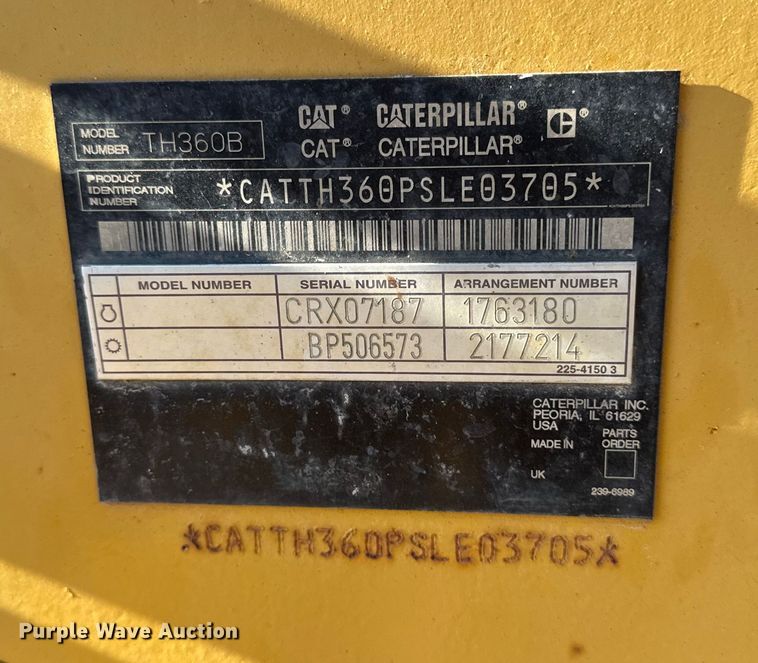 CAT® CATERPILLAR® C®
MODEL NUMBER TH360B
CAT® CATERPILLAR®
PRODUCT IDENTIFICATION NUMBER *CATTH360PSLE03705*
MODEL NUMBER SERIAL NUMBER ARRANGEMENT NUMBER
CRX07187 1763180
BP506573 2177214
225-4150 3
CATERPILLAR INC.
PEORIA, IL 61629
USA
MADE IN PARTS ORDER
UK
239-6989
*CATTH360PSLE03705*
Purple Wave Auction